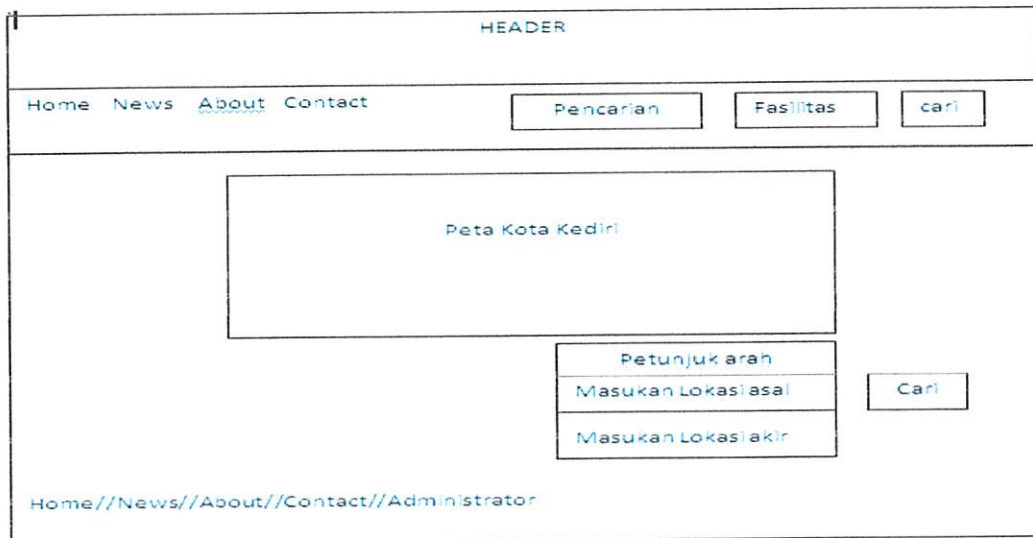 HEADER
Home News About Contact Pencarian Fasilitas cari
Peta Kota Kediri
Petunjuk arah
Masukan Lokasi asal Cari
Masukan Lokasi akir
Home//News//About//Contact//Administrator